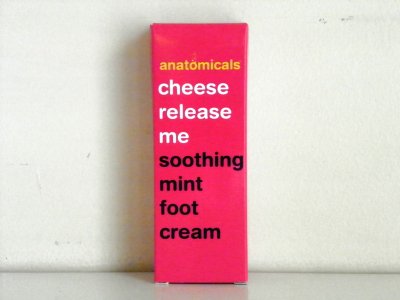 anatomicals
cheese
release
me
soothing
mint
foot
cream